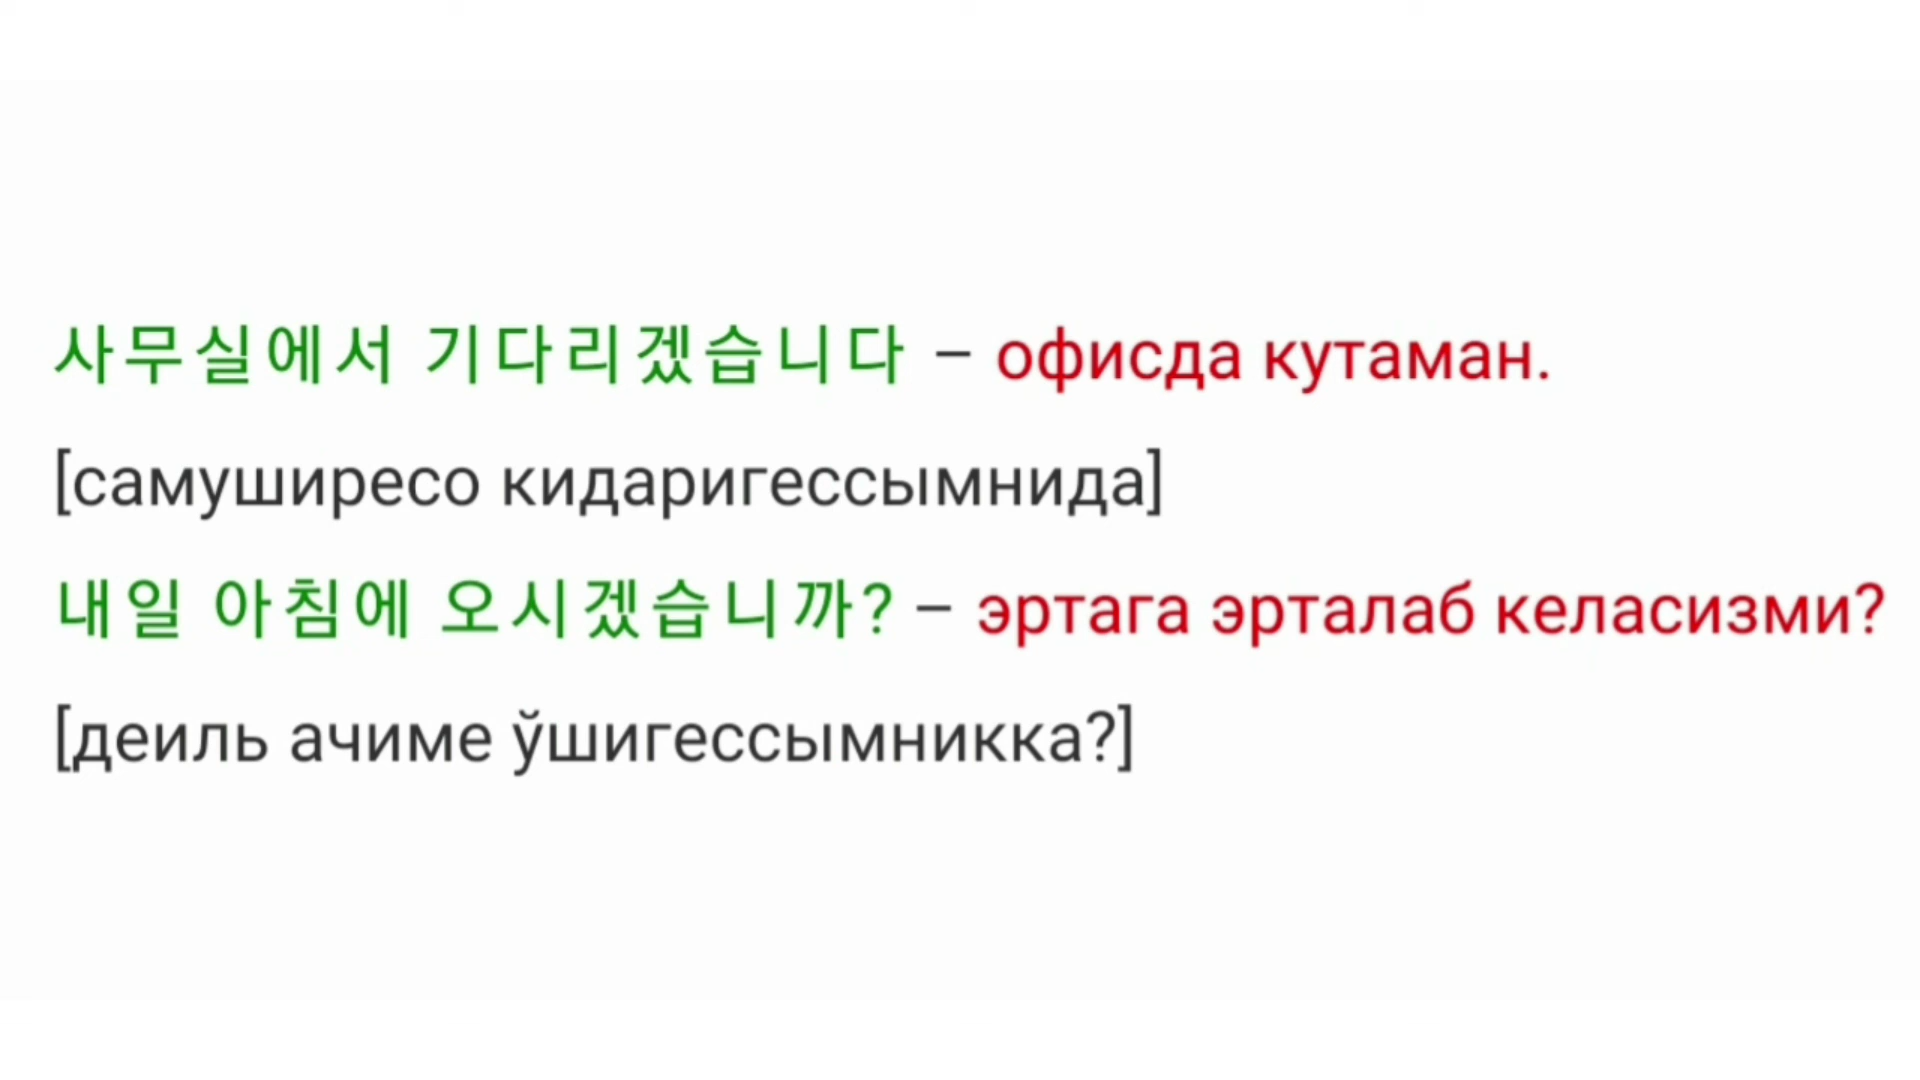 사무실에서 기다리겠습니다 – офисда кутаман.
[самуширесо кидаригессымнида]
내일 아침에 오시겠습니까? – эртага эрталаб келасизми?
[деиль ачиме ўшигессымникка?]